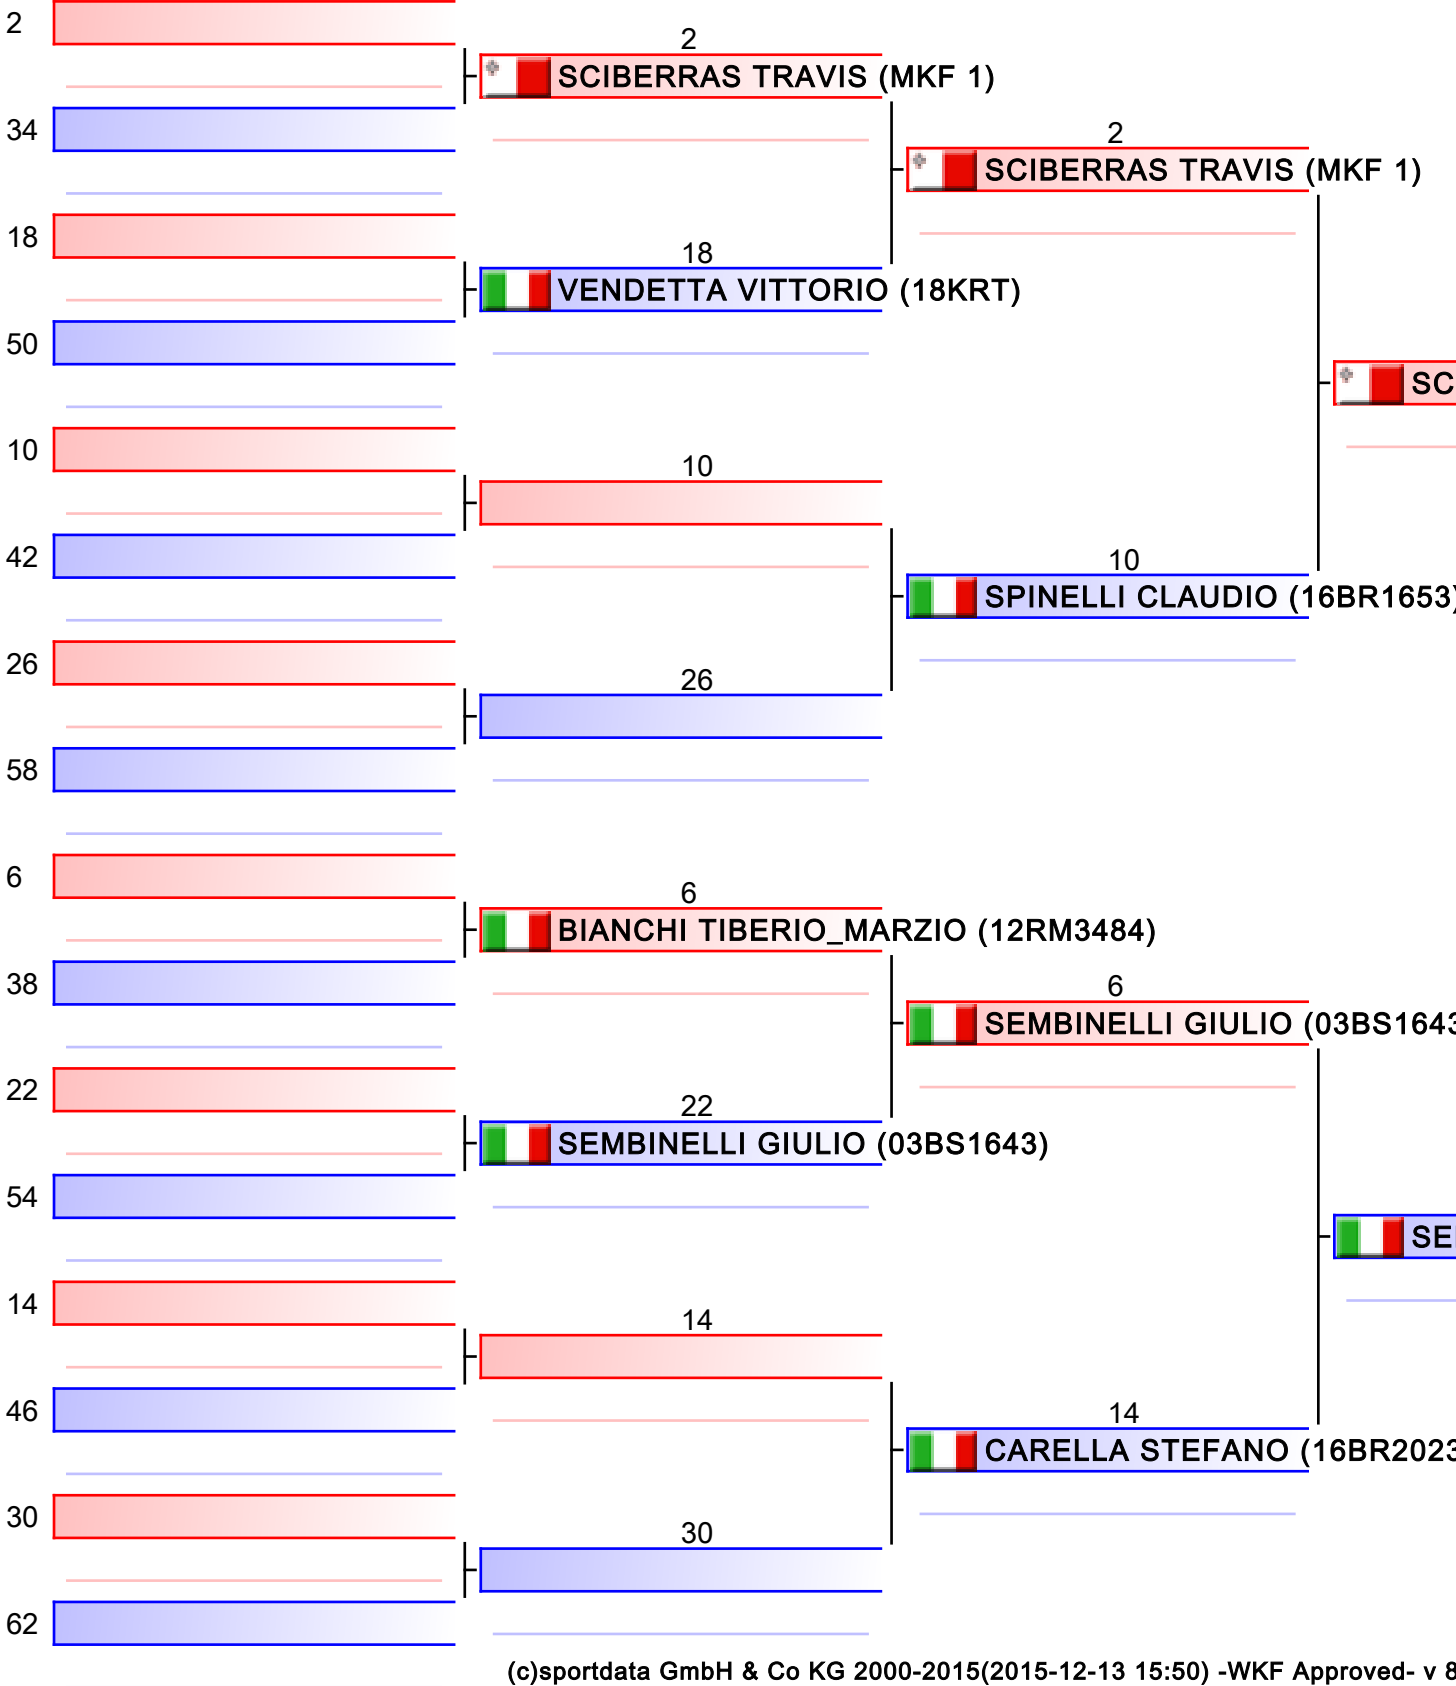 2
2
SCIBERRAS TRAVIS (MKF 1)
34
2
SCIBERRAS TRAVIS (MKF 1)
18
18
VENDETTA VITTORIO (18KRT)
50
SC
10
10
42
10
SPINELLI CLAUDIO (16BR1653)
26
26
58
6
6
BIANCHI TIBERIO_MARZIO (12RM3484)
38
6
SEMBINELLI GIULIO (03BS1643
22
22
SEMBINELLI GIULIO (03BS1643)
54
SE
14
14
46
14
CARELLA STEFANO (16BR2023
30
30
62
(c)sportdata GmbH & Co KG 2000-2015(2015-12-13 15:50) -WKF Approved- v 8